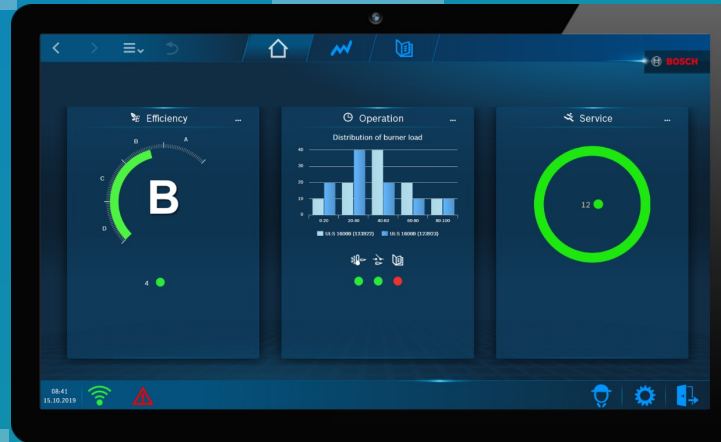 BOSCH
Efficiency
...
B
A
C
D
B
4
Operation
...
Distribution of burner load
40
30
20
10
0
0-20
20-40
40-60
60-80
80-100
Service
...
12
08:41
15.10.2019